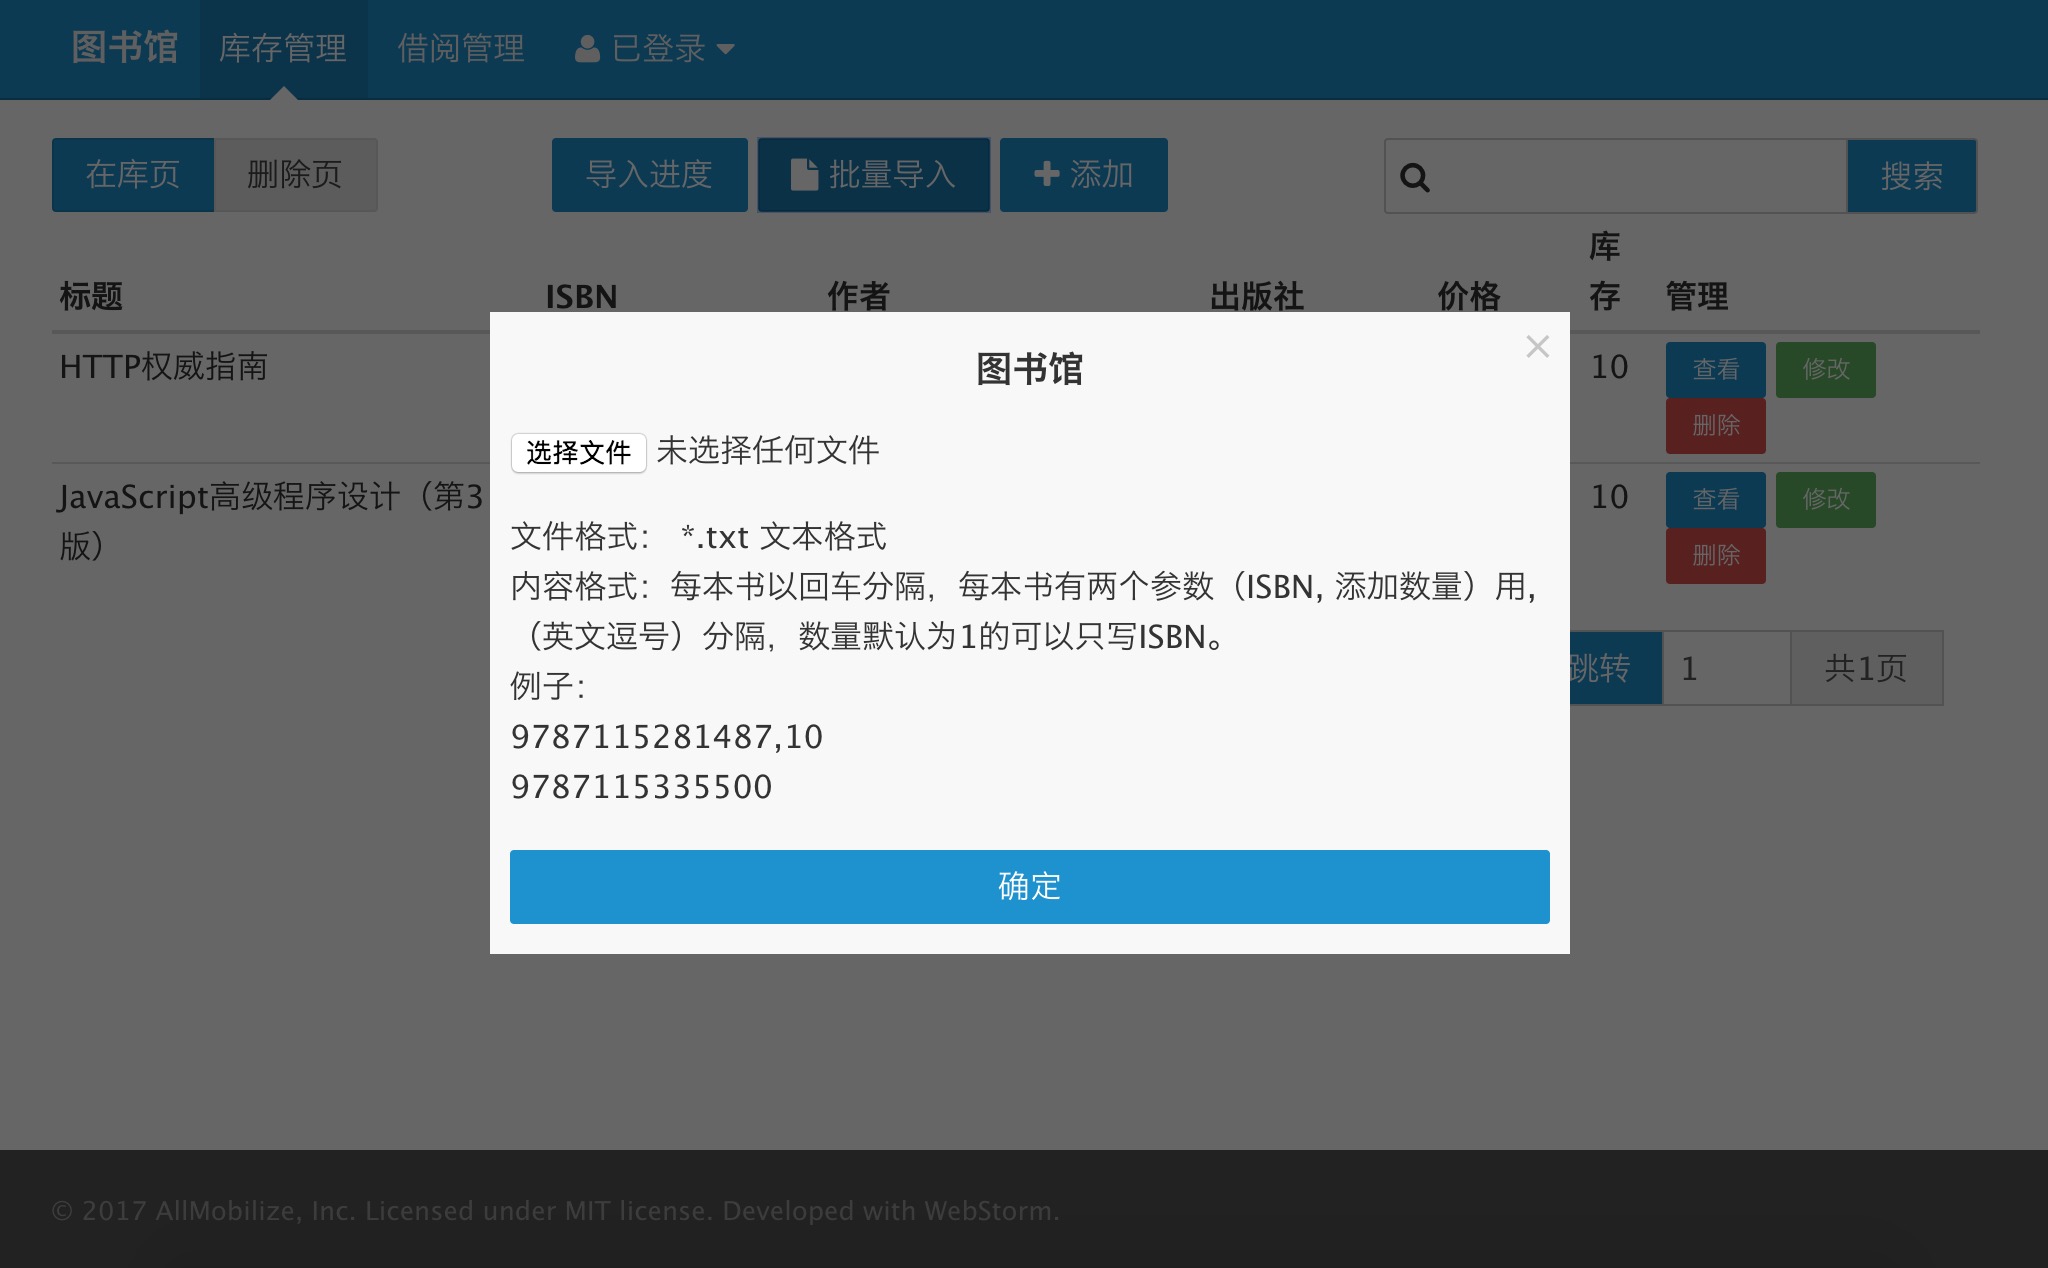 图书馆 库存管理 借阅管理 已登录
在库页 删除页 导入进度 批量导入 添加 搜索
标题 ISBN 作者 出版社 价格 库存 管理
HTTP权威指南 10 查看 修改
删除
JavaScript高级程序设计（第3 10 查看 修改
版） 删除
跳转 1 共1页
图书馆 ×
选择文件 未选择任何文件
文件格式： *.txt 文本格式
内容格式：每本书以回车分隔，每本书有两个参数（ISBN, 添加数量）用,
（英文逗号）分隔，数量默认为1的可以只写ISBN。
例子：
9787115281487,10
9787115335500
确定
© 2017 AllMobilize, Inc. Licensed under MIT license. Developed with WebStorm.